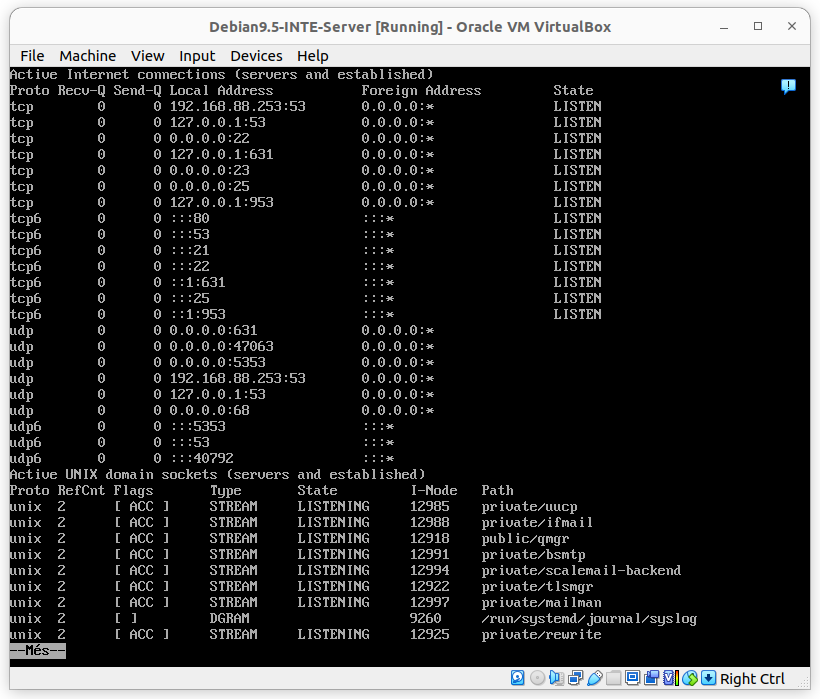 Debian9.5-INTE-Server [Running] - Oracle VM VirtualBox
File Machine View Input Devices Help
Active Internet connections (servers and established)
Proto Recv-Q Send-Q Local Address Foreign Address State
tcp 0 0 192.168.88.253:53 0.0.0.0:* LISTEN
tcp 0 0 127.0.0.1:53 0.0.0.0:* LISTEN
tcp 0 0 0.0.0.0:22 0.0.0.0:* LISTEN
tcp 0 0 127.0.0.1:631 0.0.0.0:* LISTEN
tcp 0 0 0.0.0.0:23 0.0.0.0:* LISTEN
tcp 0 0 0.0.0.0:25 0.0.0.0:* LISTEN
tcp 0 0 127.0.0.1:953 0.0.0.0:* LISTEN
tcp6 0 0 :::80 :::* LISTEN
tcp6 0 0 :::53 :::* LISTEN
tcp6 0 0 :::21 :::* LISTEN
tcp6 0 0 :::22 :::* LISTEN
tcp6 0 0 ::1:631 :::* LISTEN
tcp6 0 0 :::25 :::* LISTEN
tcp6 0 0 ::1:953 :::* LISTEN
udp 0 0 0.0.0.0:631 0.0.0.0:*
udp 0 0 0.0.0.0:47063 0.0.0.0:*
udp 0 0 0.0.0.0:5353 0.0.0.0:*
udp 0 0 192.168.88.253:53 0.0.0.0:*
udp 0 0 127.0.0.1:53 0.0.0.0:*
udp 0 0 0.0.0.0:68 0.0.0.0:*
udp6 0 0 :::5353 :::*
udp6 0 0 :::53 :::*
udp6 0 0 :::40792 :::*
Active UNIX domain sockets (servers and established)
Proto RefCnt Flags Type State I-Node Path
unix 2 [ ACC ] STREAM LISTENING 12985 private/uucp
unix 2 [ ACC ] STREAM LISTENING 12988 private/ifmail
unix 2 [ ACC ] STREAM LISTENING 12918 public/qmgr
unix 2 [ ACC ] STREAM LISTENING 12991 private/bsmtp
unix 2 [ ACC ] STREAM LISTENING 12994 private/scalemail-backend
unix 2 [ ACC ] STREAM LISTENING 12922 private/tlsmgr
unix 2 [ ACC ] STREAM LISTENING 12997 private/mailman
unix 2 [ ] DGRAM 9260 /run/systemd/journal/syslog
unix 2 [ ACC ] STREAM LISTENING 12925 private/rewrite
--Més--
Right Ctrl